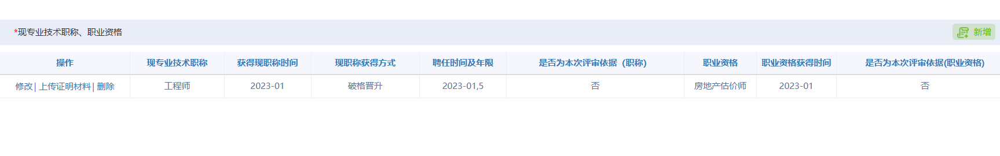 *现专业技术职称、职业资格 新增
操作 现专业技术职称 获得现职称时间 现职称获得方式 聘任时间及年限 是否为本次评审依据（职称） 职业资格 职业资格获得时间 是否为本次评审依据(职业资格)
修改| 上传证明材料| 删除 工程师 2023-01 破格晋升 2023-01,5 否 房地产估价师 2023-01 否